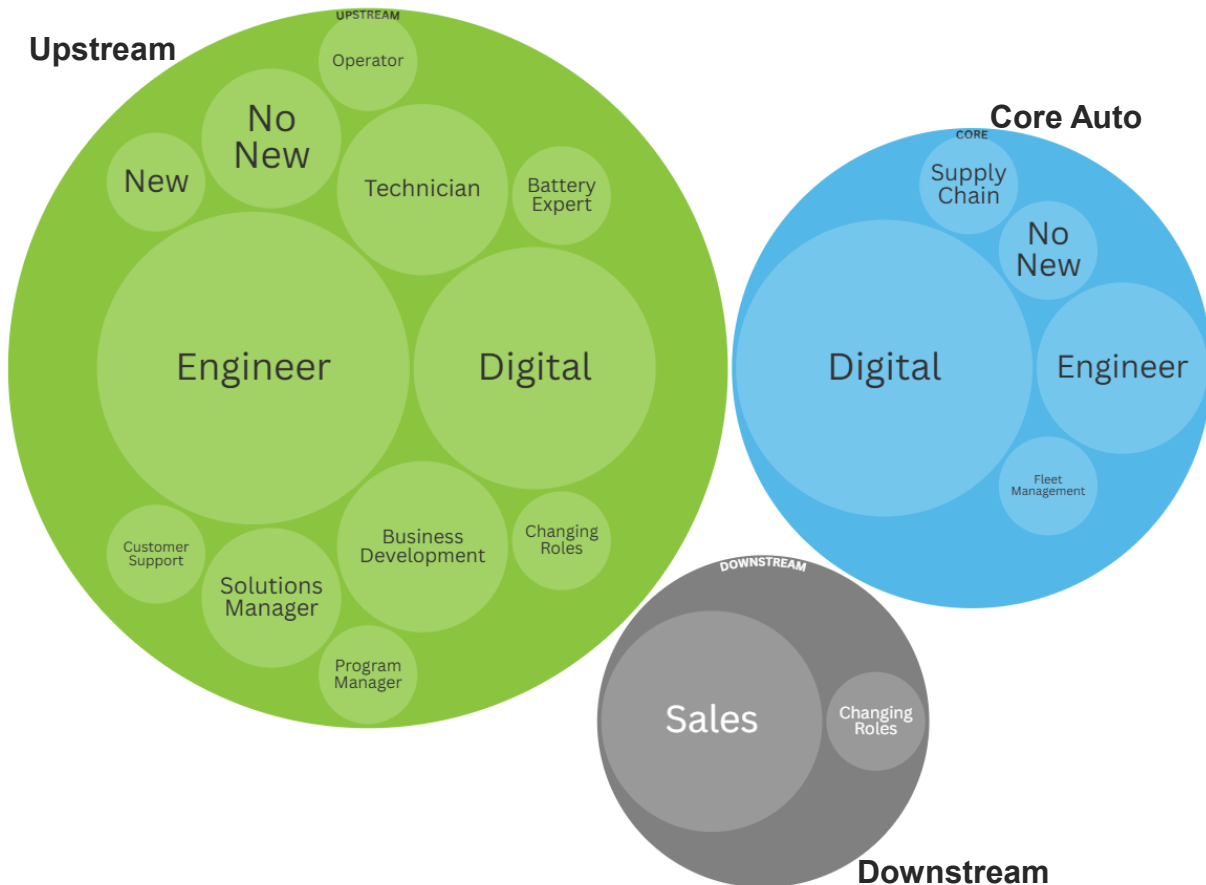 Upstream
UPSTREAM
Operator
No
New
New
Technician
Battery
Expert
Engineer
Digital
Customer
Support
Solutions
Manager
Business
Development
Changing
Roles
Program
Manager
Core Auto
CORE
Supply
Chain
No
New
Digital
Engineer
Fleet
Management
DOWNSTREAM
Sales
Changing
Roles
Downstream